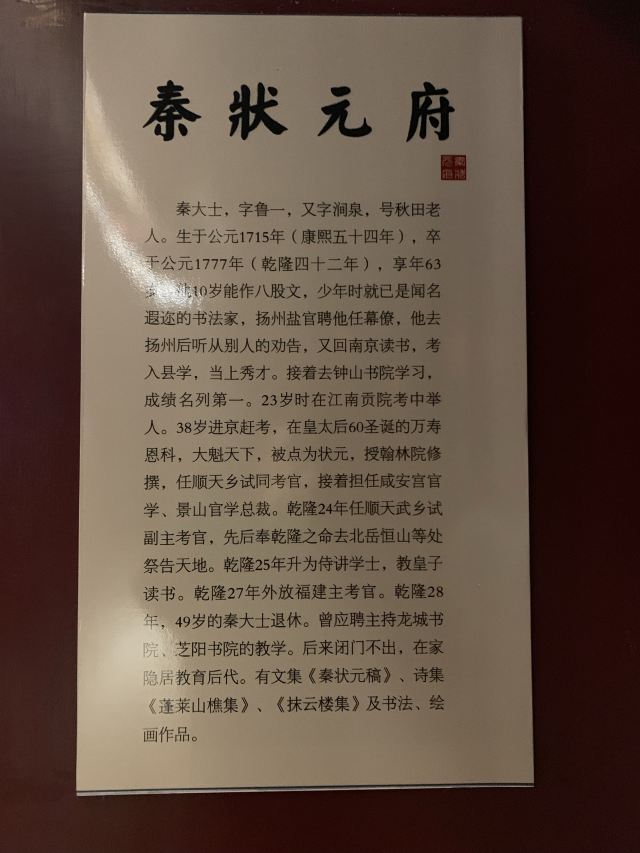 秦狀元府
秦大士，字鲁一，又字涧泉，号秋田老
人。生于公元1715年（康熙五十四年），卒
于公元1777年（乾隆四十二年），享年63
10岁能作八股文，少年时就已是闻名
遐迩的书法家，扬州盐官聘他任幕僚，他去
扬州后听从别人的劝告，又回南京读书，考
入县学，当上秀才。接着去钟山书院学习，
成绩名列第一。23岁时在江南贡院考中举
人。38岁进京赶考，在皇太后60圣诞的万寿
恩科，大魁天下，被点为状元，授翰林院修
撰，任顺天乡试同考官，接着担任咸安宫官
学、景山官学总裁。乾隆24年任顺天武乡试
副主考官，先后奉乾隆之命去北岳恒山等处
祭告天地。乾隆25年升为侍讲学士，教皇子
读书。乾隆27年外放福建主考官。乾隆28
年，49岁的秦大士退休。曾应聘主持龙城书
院、芝阳书院的教学。后来闭门不出，在家
隐居教育后代。有文集《秦状元稿》、诗集
《蓬莱山樵集》、《抹云楼集》及书法、绘
画作品。